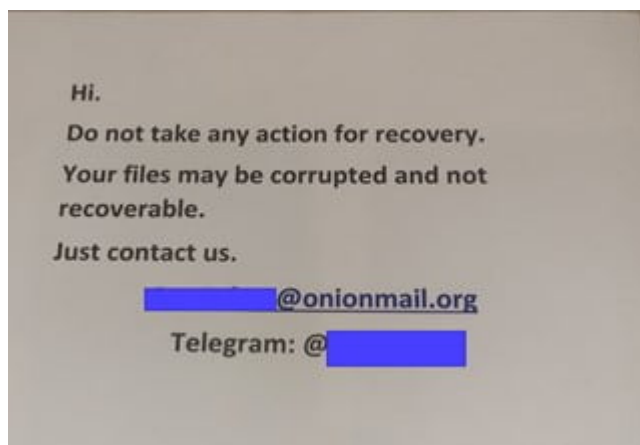 Hi.
Do not take any action for recovery.
Your files may be corrupted and not
recoverable.
Just contact us.
@onionmail.org
Telegram: @